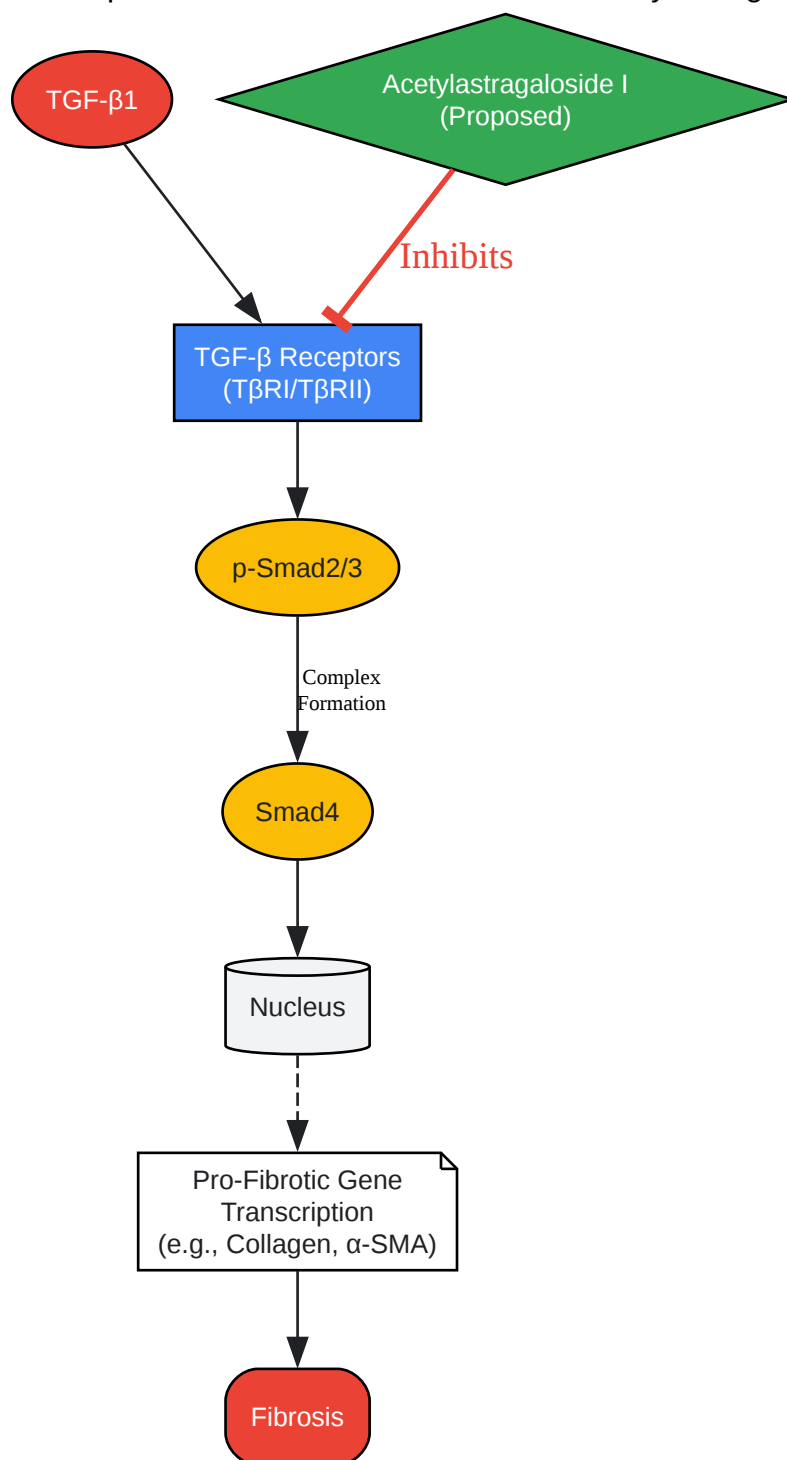 TGF-β1
Acetylastragaloside I
(Proposed)
Inhibits
TGF-β Receptors
(TβRI/TβRII)
p-Smad2/3
Complex
Formation
Smad4
Nucleus
Pro-Fibrotic Gene
Transcription
(e.g., Collagen, α-SMA)
Fibrosis